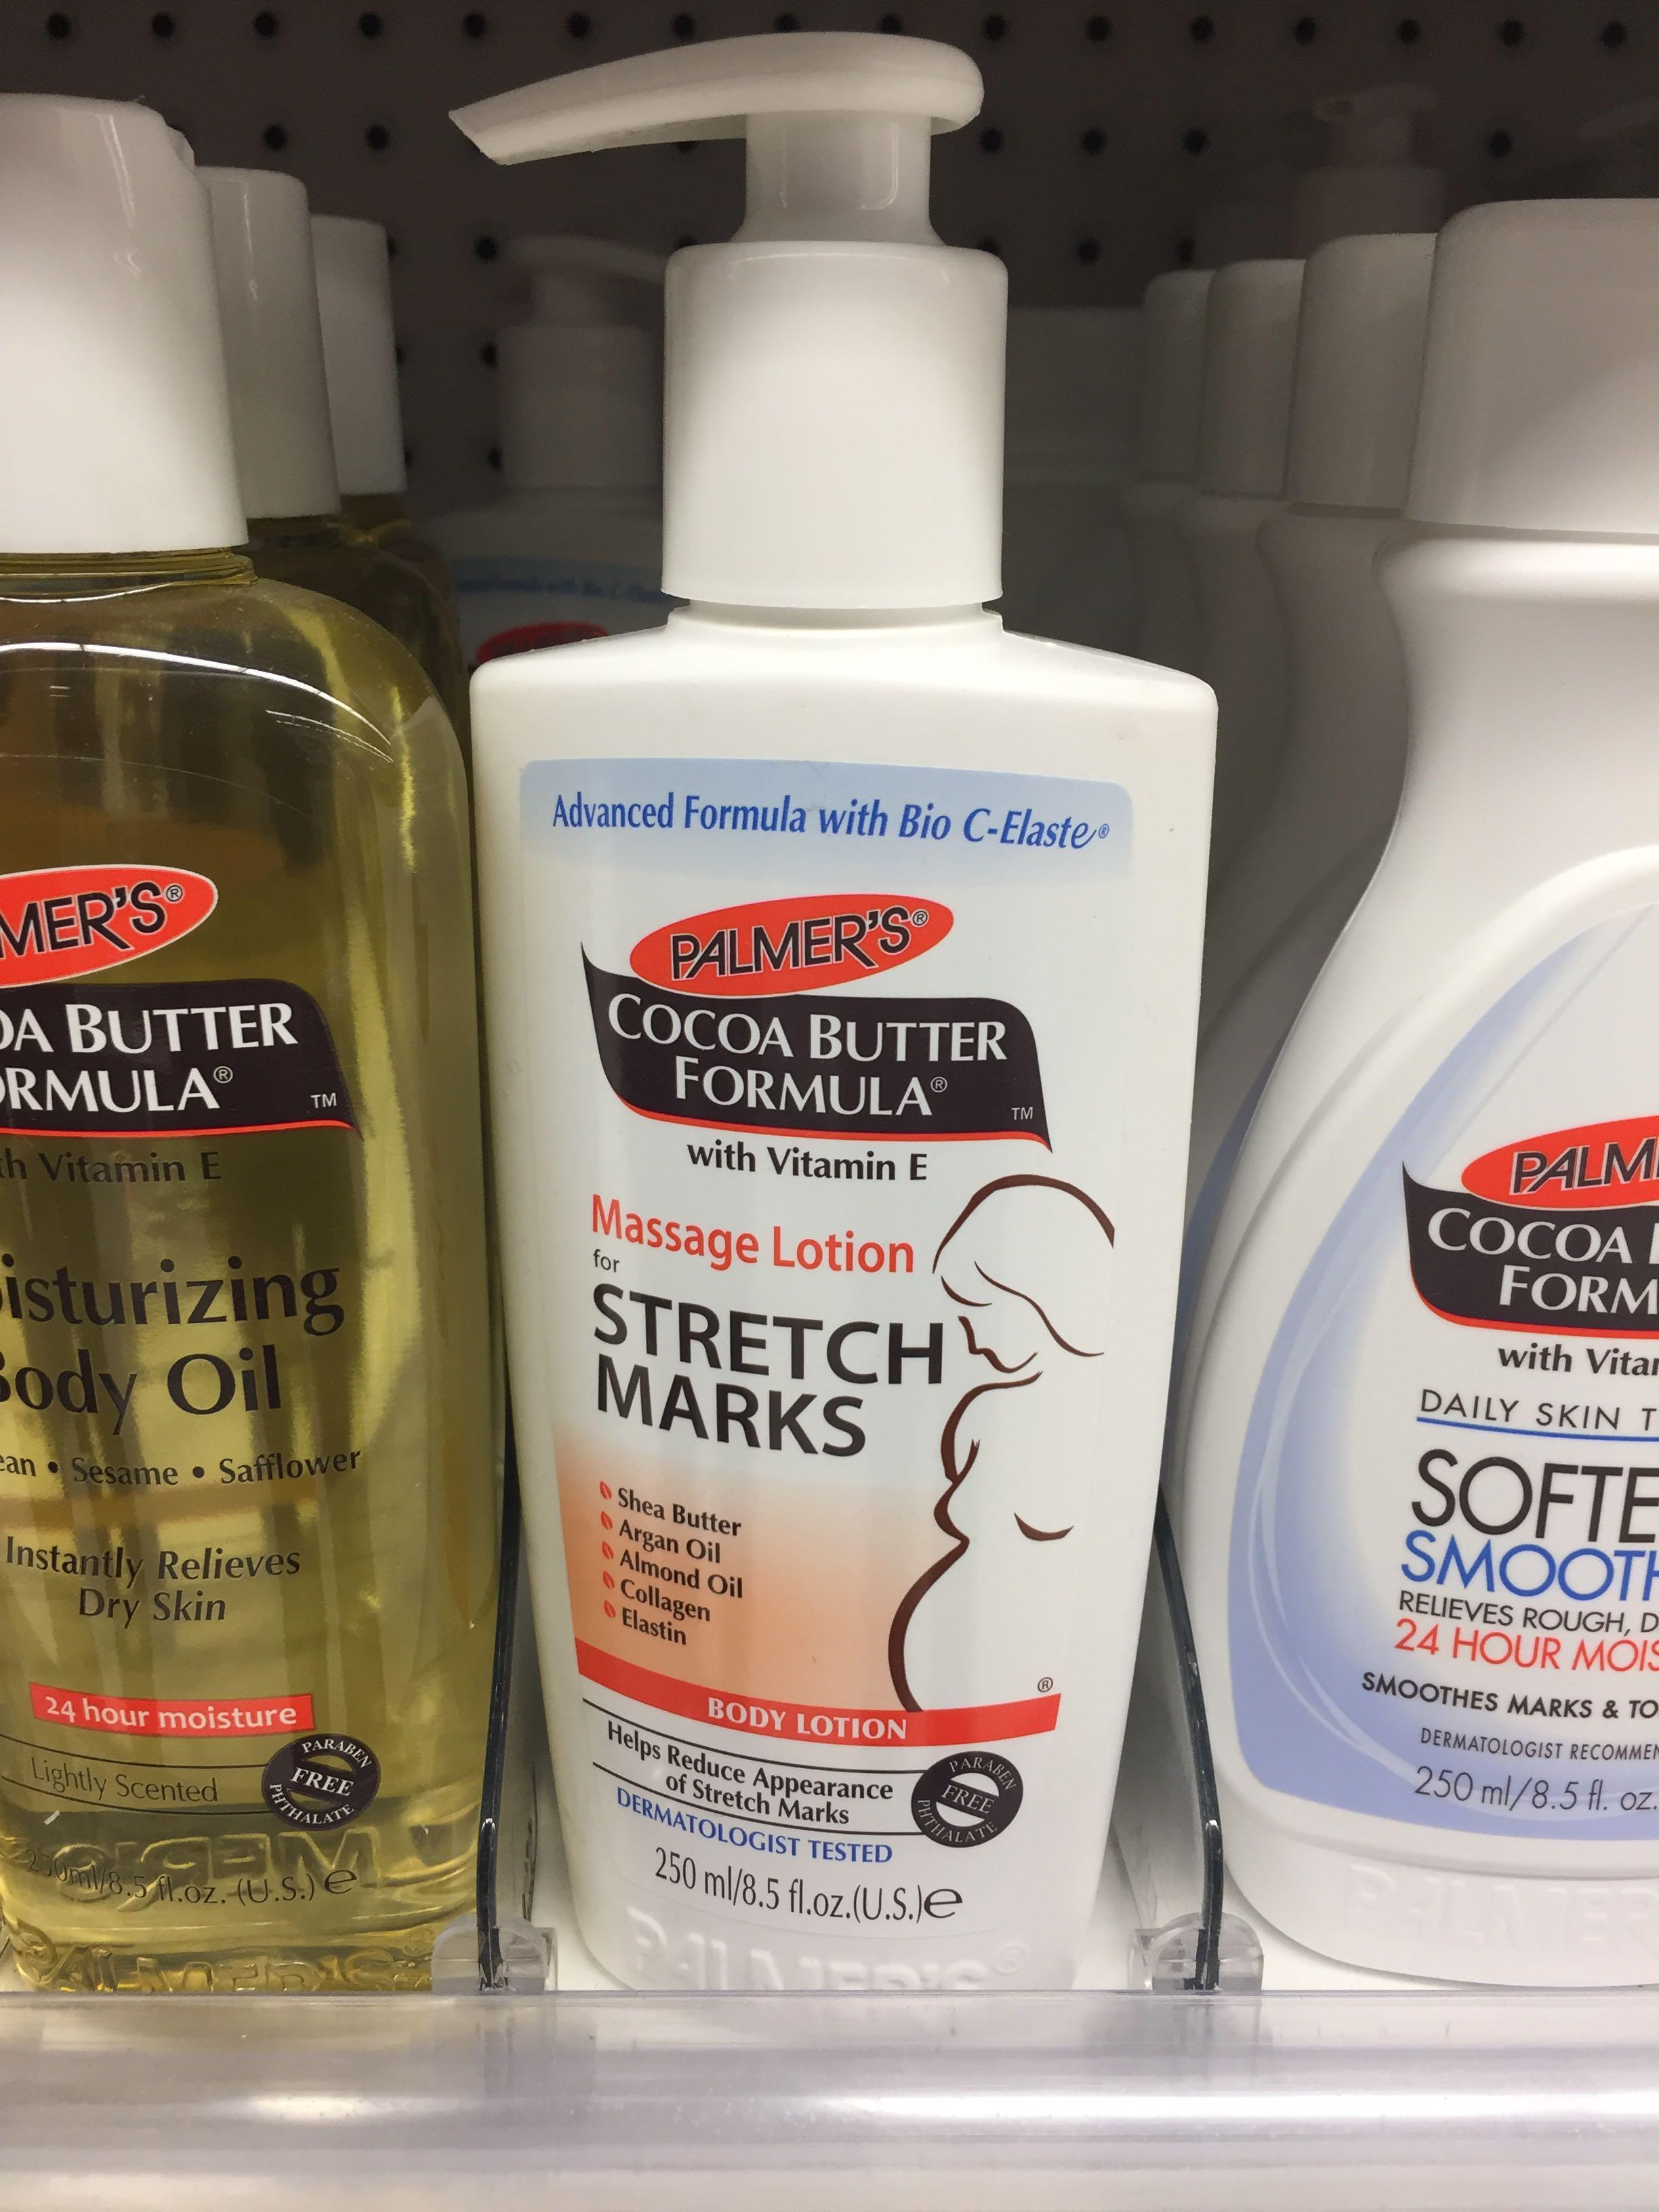 MER'S®
OA BUTTER
ORMULA®
TM
th Vitamin E
isturizing
Body Oil
ean • Sesame • Safflower
Instantly Relieves
Dry Skin
24 hour moisture
Lightly Scented
PARABEN
FREE
PHTHALATE
250ml/8.5 fl.oz. (U.S.) e
PALMER'S®
Advanced Formula with Bio C-Elaste®
PALMER'S®
COCOA BUTTER
FORMULA®
TM
with Vitamin E
Massage Lotion
for
STRETCH
MARKS
Shea Butter
Argan Oil
Almond Oil
Collagen
Elastin
®
BODY LOTION
Helps Reduce Appearance
of Stretch Marks
PARABEN
FREE
PHTHALATE
DERMATOLOGIST TESTED
250 ml/8.5 fl.oz.(U.S.)e
PALMER'S®
PALM
COCOA
FORM
with Vita
DAILY SKIN T
SOFTE
SMOOTH
RELIEVES ROUGH, D
24 HOUR MOIS
SMOOTHES MARKS & TO
DERMATOLOGIST RECOMMEN
250 ml/8.5 fl. oz.
PALMER